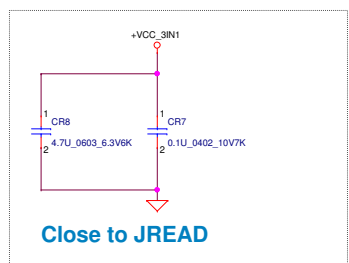 +VCC_3IN1
1
CR8
4.7U_0603_6.3V6K
2
1
CR7
0.1U_0402_10V7K
2
Close to JREAD